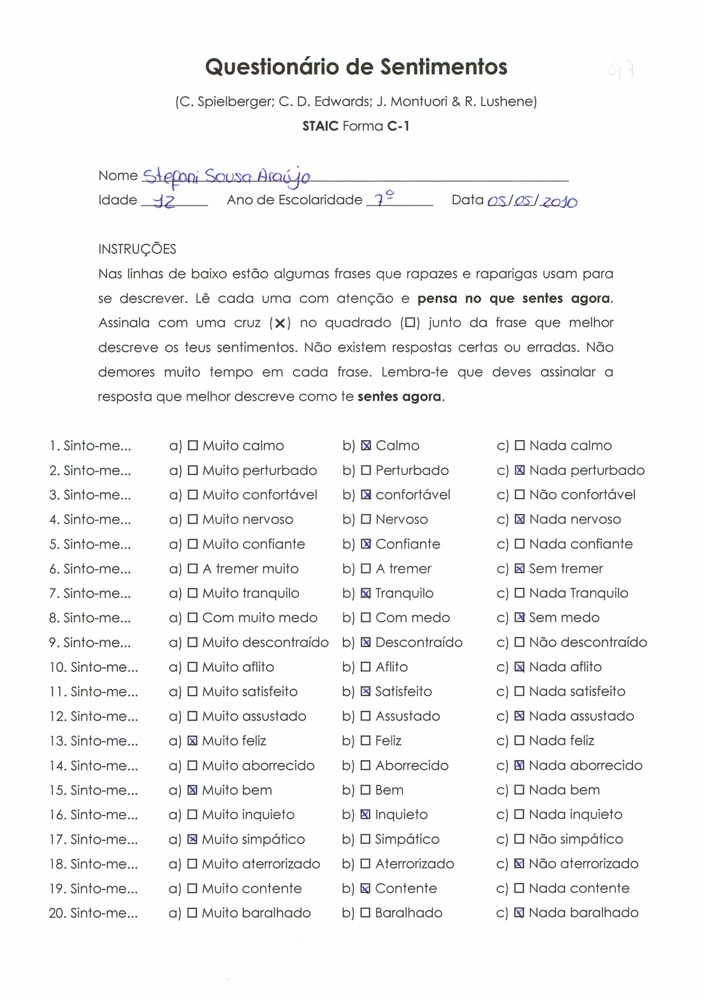 Questionário de Sentimentos
47
(C. Spielberger; C. D. Edwards; J. Montuori & R. Lushene)
STAIC Forma C-1
Nome Stepani Sousa Araújo
Idade 12 Ano de Escolaridade 7º Data 05/05/2010
INSTRUÇÕES
Nas linhas de baixo estão algumas frases que rapazes e raparigas usam para
se descrever. Lê cada uma com atenção e pensa no que sentes agora.
Assinala com uma cruz (✕) no quadrado (☐) junto da frase que melhor
descreve os teus sentimentos. Não existem respostas certas ou erradas. Não
demores muito tempo em cada frase. Lembra-te que deves assinalar a
resposta que melhor descreve como te sentes agora.
1. Sinto-me... a) ☐ Muito calmo b) ☒ Calmo c) ☐ Nada calmo
2. Sinto-me... a) ☐ Muito perturbado b) ☐ Perturbado c) ☒ Nada perturbado
3. Sinto-me... a) ☐ Muito confortável b) ☒ confortável c) ☐ Não confortável
4. Sinto-me... a) ☐ Muito nervoso b) ☐ Nervoso c) ☒ Nada nervoso
5. Sinto-me... a) ☐ Muito confiante b) ☒ Confiante c) ☐ Nada confiante
6. Sinto-me... a) ☐ A tremer muito b) ☐ A tremer c) ☒ Sem tremer
7. Sinto-me... a) ☐ Muito tranquilo b) ☒ Tranquilo c) ☐ Nada Tranquilo
8. Sinto-me... a) ☐ Com muito medo b) ☐ Com medo c) ☒ Sem medo
9. Sinto-me... a) ☐ Muito descontraído b) ☒ Descontraído c) ☐ Não descontraído
10. Sinto-me... a) ☐ Muito aflito b) ☐ Aflito c) ☒ Nada aflito
11. Sinto-me... a) ☐ Muito satisfeito b) ☒ Satisfeito c) ☐ Nada satisfeito
12. Sinto-me... a) ☐ Muito assustado b) ☐ Assustado c) ☒ Nada assustado
13. Sinto-me... a) ☒ Muito feliz b) ☐ Feliz c) ☐ Nada feliz
14. Sinto-me... a) ☐ Muito aborrecido b) ☐ Aborrecido c) ☒ Nada aborrecido
15. Sinto-me... a) ☒ Muito bem b) ☐ Bem c) ☐ Nada bem
16. Sinto-me... a) ☐ Muito inquieto b) ☒ Inquieto c) ☐ Nada inquieto
17. Sinto-me... a) ☒ Muito simpático b) ☐ Simpático c) ☐ Não simpático
18. Sinto-me... a) ☐ Muito aterrorizado b) ☐ Aterrorizado c) ☒ Não aterrorizado
19. Sinto-me... a) ☐ Muito contente b) ☒ Contente c) ☐ Nada contente
20. Sinto-me... a) ☐ Muito baralhado b) ☐ Baralhado c) ☒ Nada baralhado